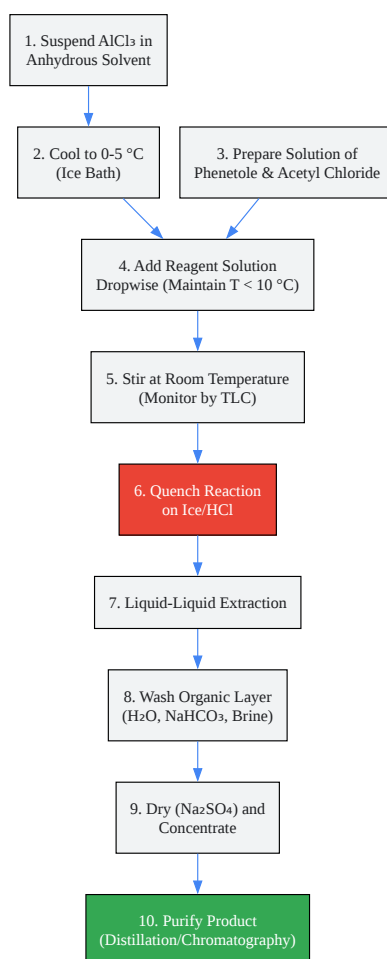 1. Suspend AlCl₃ in
Anhydrous Solvent
2. Cool to 0-5 °C
(Ice Bath)
3. Prepare Solution of
Phenetole & Acetyl Chloride
4. Add Reagent Solution
Dropwise (Maintain T < 10 °C)
5. Stir at Room Temperature
(Monitor by TLC)
6. Quench Reaction
on Ice/HCl
7. Liquid-Liquid Extraction
8. Wash Organic Layer
(H₂O, NaHCO₃, Brine)
9. Dry (Na₂SO₄) and
Concentrate
10. Purify Product
(Distillation/Chromatography)